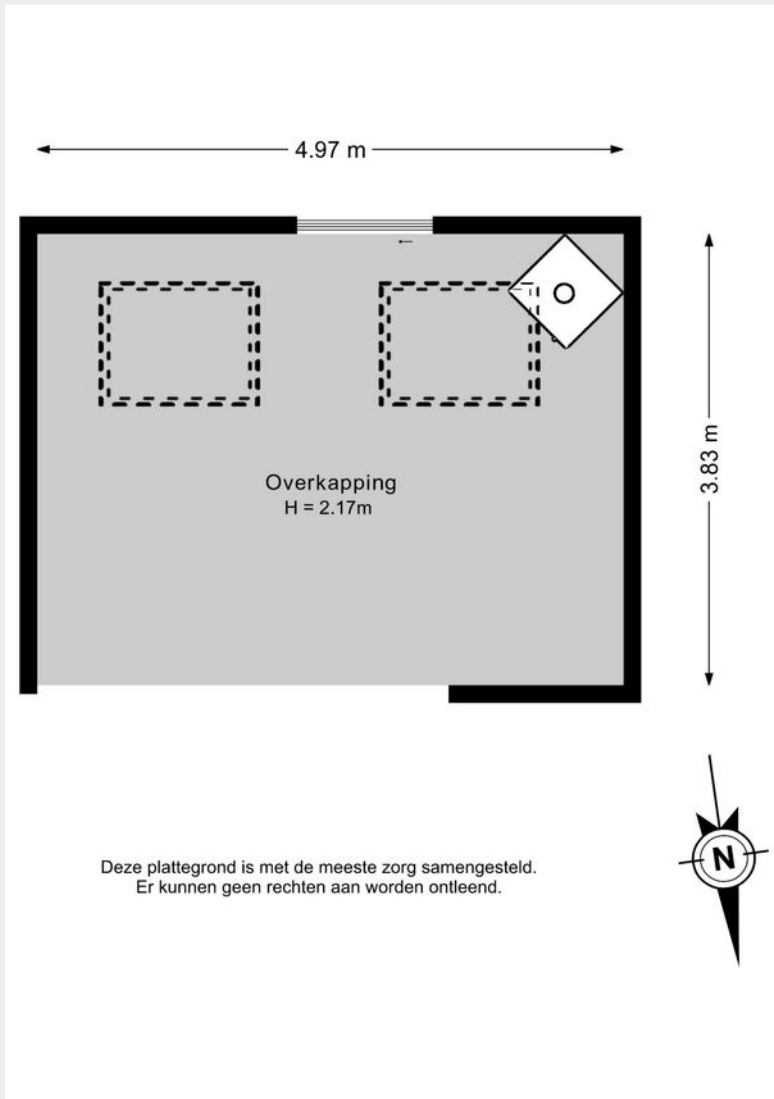 4.97 m
3.83 m
Overkapping
H = 2.17m
N
Deze plattegrond is met de meeste zorg samengesteld.
Er kunnen geen rechten aan worden ontleend.